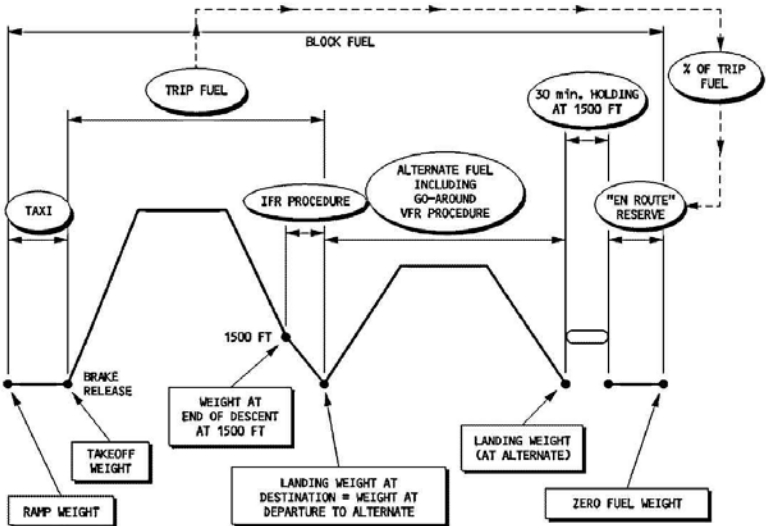 BLOCK FUEL
TRIP FUEL
30 min. HOLDING
AT 1500 FT
% OF TRIP
FUEL
TAXI
IFR PROCEDURE
ALTERNATE FUEL
INCLUDING
GO-AROUND
VFR PROCEDURE
"EN ROUTE"
RESERVE
1500 FT
BRAKE
RELEASE
WEIGHT AT
END OF DESCENT
AT 1500 FT
TAKEOFF
WEIGHT
LANDING WEIGHT
(AT ALTERNATE)
RAMP WEIGHT
LANDING WEIGHT AT
DESTINATION = WEIGHT AT
DEPARTURE TO ALTERNATE
ZERO FUEL WEIGHT